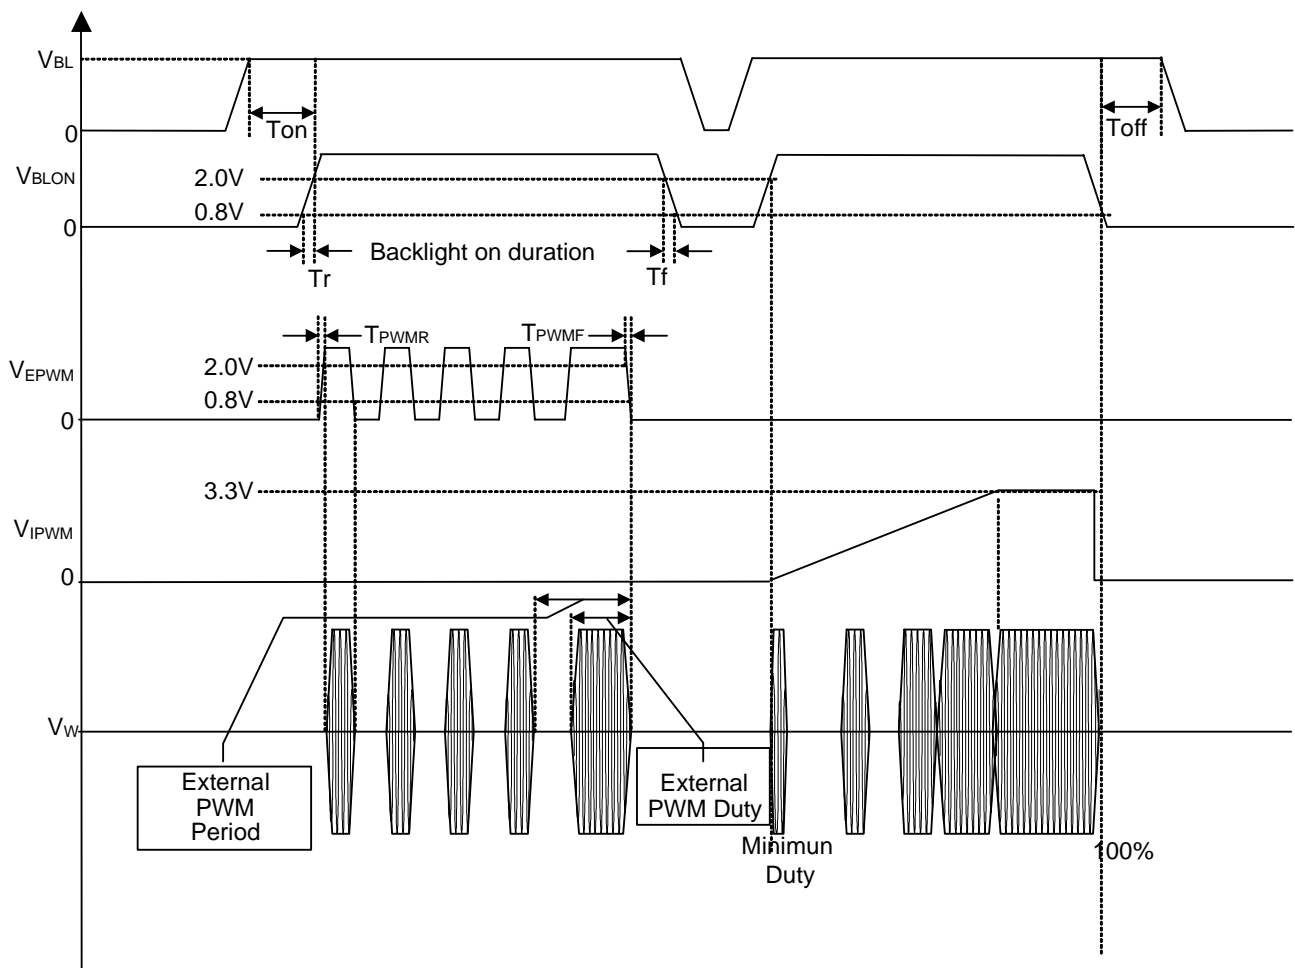 VBL
0
Ton
Toff
VBLON
2.0V
0.8V
0
Backlight on duration
Tr
Tf
TPWMR
TPWMF
VEPWM
2.0V
0.8V
0
3.3V
VIPWM
0
VW
External
PWM
Period
External
PWM Duty
Minimun
Duty
100%